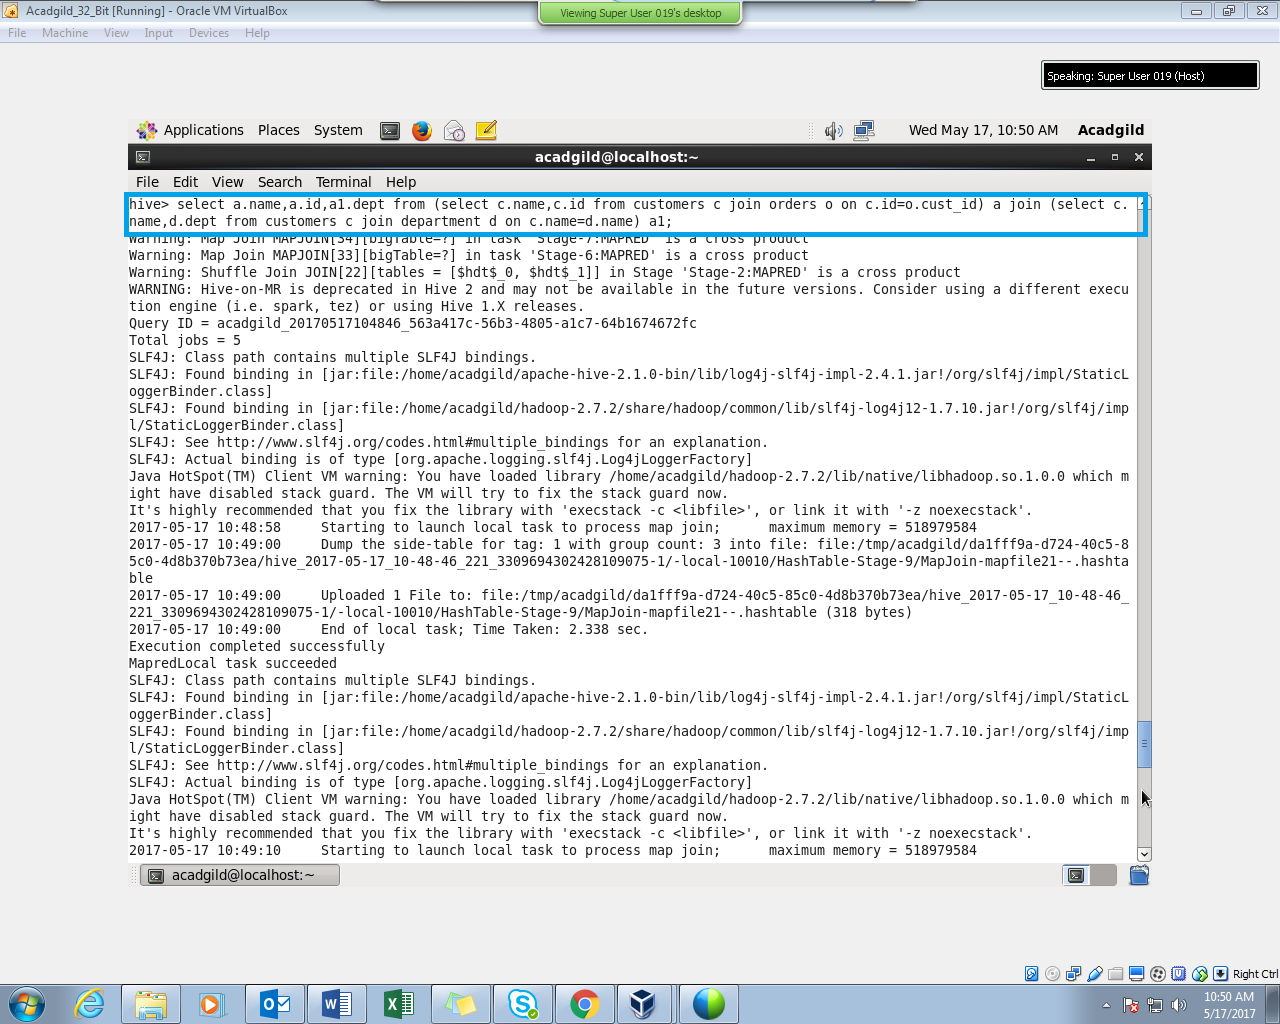 Acadgild_32_Bit [Running] - Oracle VM VirtualBox
Viewing Super User 019's desktop
File Machine View Input Devices Help
Speaking: Super User 019 (Host)
Applications Places System
Wed May 17, 10:50 AM Acadgild
acadgild@localhost:~
File Edit View Search Terminal Help
hive> select a.name,a.id,a1.dept from (select c.name,c.id from customers c join orders o on c.id=o.cust_id) a join (select c.
name,d.dept from customers c join department d on c.name=d.name) a1;
Warning: Map Join MAPJOIN[34][bigTable=?] in task 'Stage-7:MAPRED' is a cross product
Warning: Map Join MAPJOIN[33][bigTable=?] in task 'Stage-6:MAPRED' is a cross product
Warning: Shuffle Join JOIN[22][tables = [$hdt$_0, $hdt$_1]] in Stage 'Stage-2:MAPRED' is a cross product
WARNING: Hive-on-MR is deprecated in Hive 2 and may not be available in the future versions. Consider using a different execu
tion engine (i.e. spark, tez) or using Hive 1.X releases.
Query ID = acadgild_20170517104846_563a417c-56b3-4805-a1c7-64b1674672fc
Total jobs = 5
SLF4J: Class path contains multiple SLF4J bindings.
SLF4J: Found binding in [jar:file:/home/acadgild/apache-hive-2.1.0-bin/lib/log4j-slf4j-impl-2.4.1.jar!/org/slf4j/impl/StaticL
oggerBinder.class]
SLF4J: Found binding in [jar:file:/home/acadgild/hadoop-2.7.2/share/hadoop/common/lib/slf4j-log4j12-1.7.10.jar!/org/slf4j/imp
l/StaticLoggerBinder.class]
SLF4J: See http://www.slf4j.org/codes.html#multiple_bindings for an explanation.
SLF4J: Actual binding is of type [org.apache.logging.slf4j.Log4jLoggerFactory]
Java HotSpot(TM) Client VM warning: You have loaded library /home/acadgild/hadoop-2.7.2/lib/native/libhadoop.so.1.0.0 which m
ight have disabled stack guard. The VM will try to fix the stack guard now.
It's highly recommended that you fix the library with 'execstack -c <libfile>', or link it with '-z noexecstack'.
2017-05-17 10:48:58 Starting to launch local task to process map join; maximum memory = 518979584
2017-05-17 10:49:00 Dump the side-table for tag: 1 with group count: 3 into file: file:/tmp/acadgild/da1fff9a-d724-40c5-8
5c0-4d8b370b73ea/hive_2017-05-17_10-48-46_221_3309694302428109075-1/-local-10010/HashTable-Stage-9/MapJoin-mapfile21--.hashta
ble
2017-05-17 10:49:00 Uploaded 1 File to: file:/tmp/acadgild/da1fff9a-d724-40c5-85c0-4d8b370b73ea/hive_2017-05-17_10-48-46_
221_3309694302428109075-1/-local-10010/HashTable-Stage-9/MapJoin-mapfile21--.hashtable (318 bytes)
2017-05-17 10:49:00 End of local task; Time Taken: 2.338 sec.
Execution completed successfully
MapredLocal task succeeded
SLF4J: Class path contains multiple SLF4J bindings.
SLF4J: Found binding in [jar:file:/home/acadgild/apache-hive-2.1.0-bin/lib/log4j-slf4j-impl-2.4.1.jar!/org/slf4j/impl/StaticL
oggerBinder.class]
SLF4J: Found binding in [jar:file:/home/acadgild/hadoop-2.7.2/share/hadoop/common/lib/slf4j-log4j12-1.7.10.jar!/org/slf4j/imp
l/StaticLoggerBinder.class]
SLF4J: See http://www.slf4j.org/codes.html#multiple_bindings for an explanation.
SLF4J: Actual binding is of type [org.apache.logging.slf4j.Log4jLoggerFactory]
Java HotSpot(TM) Client VM warning: You have loaded library /home/acadgild/hadoop-2.7.2/lib/native/libhadoop.so.1.0.0 which m
ight have disabled stack guard. The VM will try to fix the stack guard now.
It's highly recommended that you fix the library with 'execstack -c <libfile>', or link it with '-z noexecstack'.
2017-05-17 10:49:10 Starting to launch local task to process map join; maximum memory = 518979584
acadgild@localhost:~
Right Ctrl
10:50 AM
5/17/2017